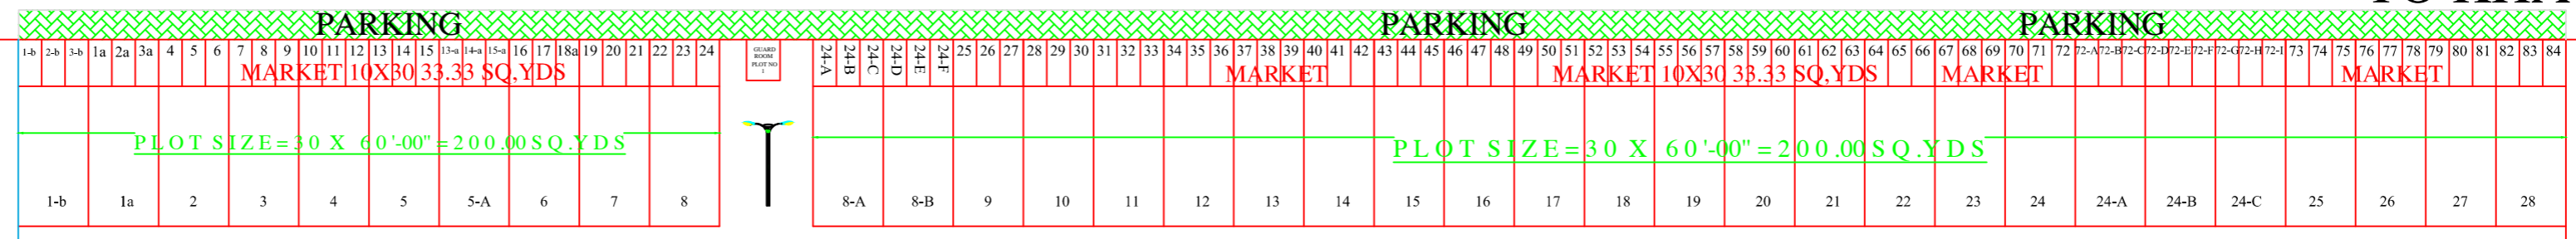 PARKING PARKING PARKING
1-b 2-b 3-b 1a 2a 3a 4 5 6 7 8 9 10 11 12 13 14 15 13-a 14-a 15-a 16 17 18a 19 20 21 22 23 24
GUARD
ROOM
PLOT NO
1
24-A 24-B 24-C 24-D 24-E 24-F 25 26 27 28 29 30 31 32 33 34 35 36 37 38 39 40 41 42 43 44 45 46 47 48 49 50 51 52 53 54 55 56 57 58 59 60 61 62 63 64 65 66 67 68 69 70 71 72 72-A 72-B 72-C 72-D 72-E 72-F 72-G 72-H 72-I 73 74 75 76 77 78 79 80 81 82 83 84
MARKET 10X30 33.33 SQ,YDS MARKET MARKET 10X30 33.33 SQ,YDS MARKET MARKET
PLOT SIZE=30 X 60'-00"=200.00SQ.YDS PLOT SIZE=30 X 60'-00"=200.00SQ.YDS
1-b 1a 2 3 4 5 5-A 6 7 8 8-A 8-B 9 10 11 12 13 14 15 16 17 18 19 20 21 22 23 24 24-A 24-B 24-C 25 26 27 28